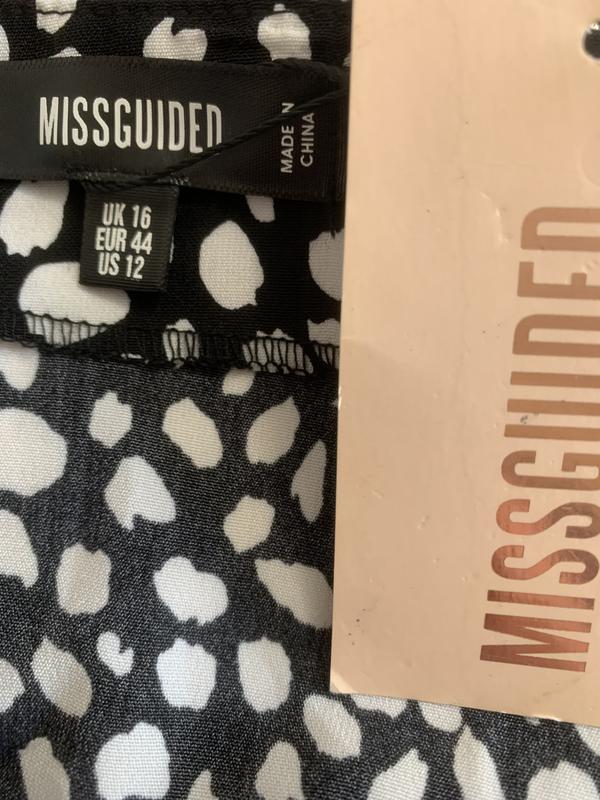 MISSGUIDED
MADE IN
CHINA
UK 16
EUR 44
US 12
MISSGUIDED